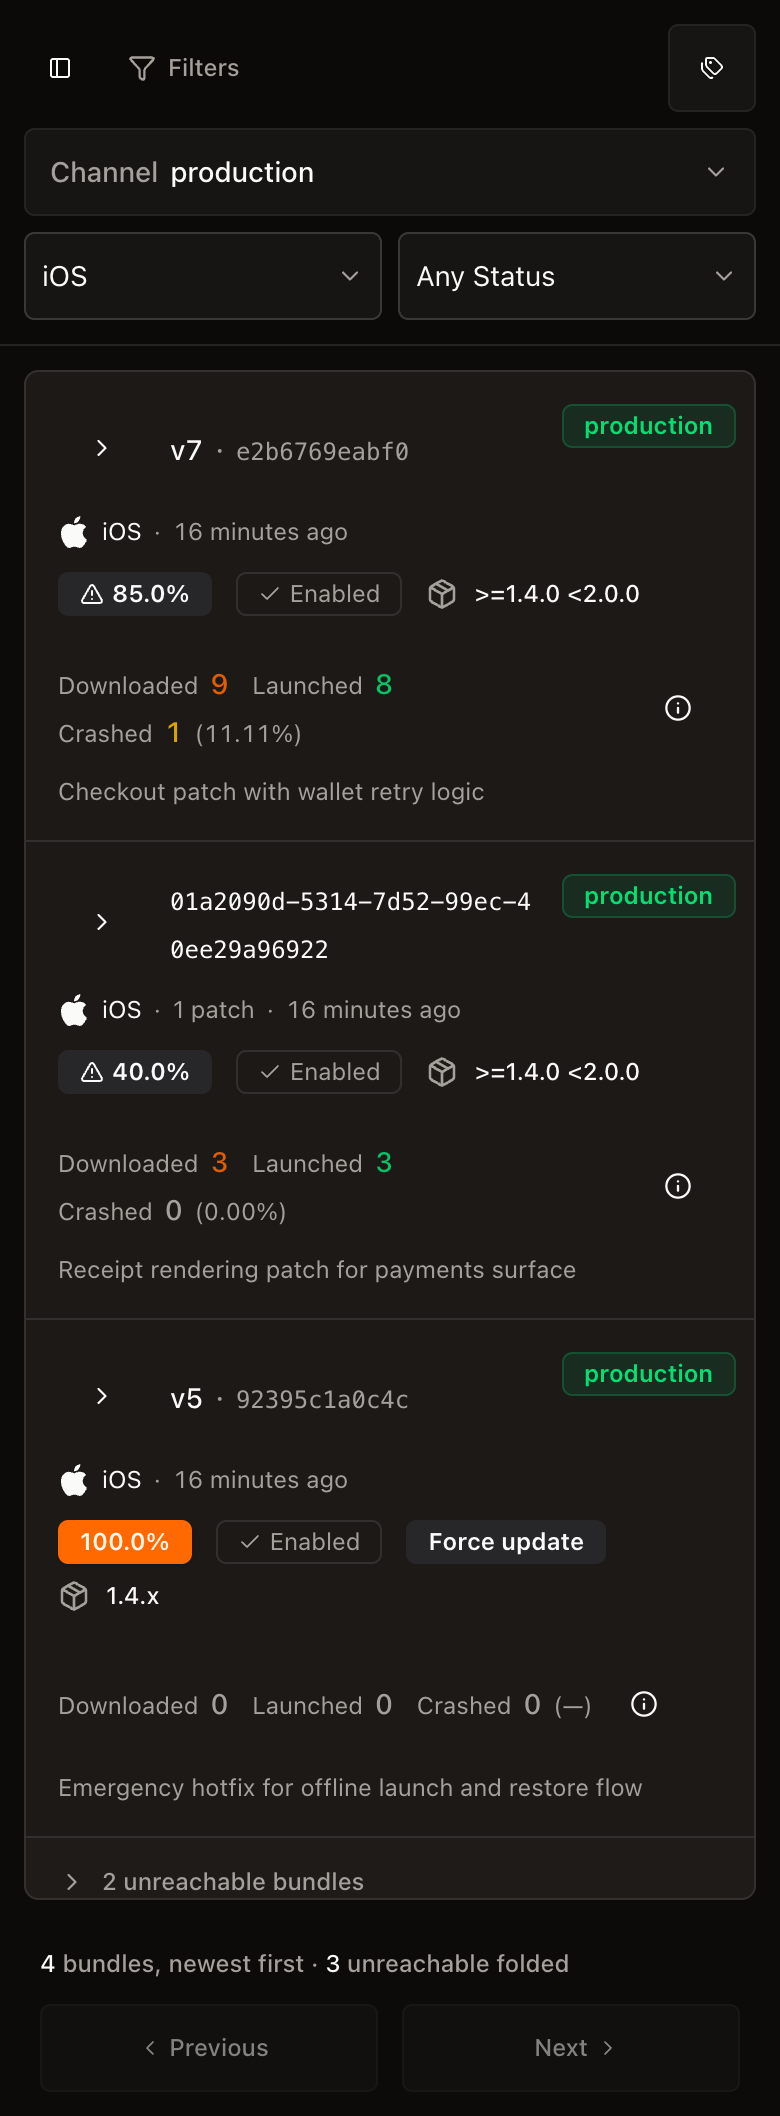 Filters
Channel production
iOS
Any Status
v7 · e2b6769eabf0
production
iOS · 16 minutes ago
85.0%
Enabled
>=1.4.0 <2.0.0
Downloaded 9 Launched 8
Crashed 1 (11.11%)
Checkout patch with wallet retry logic
01a2090d-5314-7d52-99ec-4
0ee29a96922
production
iOS · 1 patch · 16 minutes ago
40.0%
Enabled
>=1.4.0 <2.0.0
Downloaded 3 Launched 3
Crashed 0 (0.00%)
Receipt rendering patch for payments surface
v5 · 92395c1a0c4c
production
iOS · 16 minutes ago
100.0%
Enabled
Force update
1.4.x
Downloaded 0 Launched 0 Crashed 0 (—)
Emergency hotfix for offline launch and restore flow
2 unreachable bundles
4 bundles, newest first · 3 unreachable folded
Previous
Next